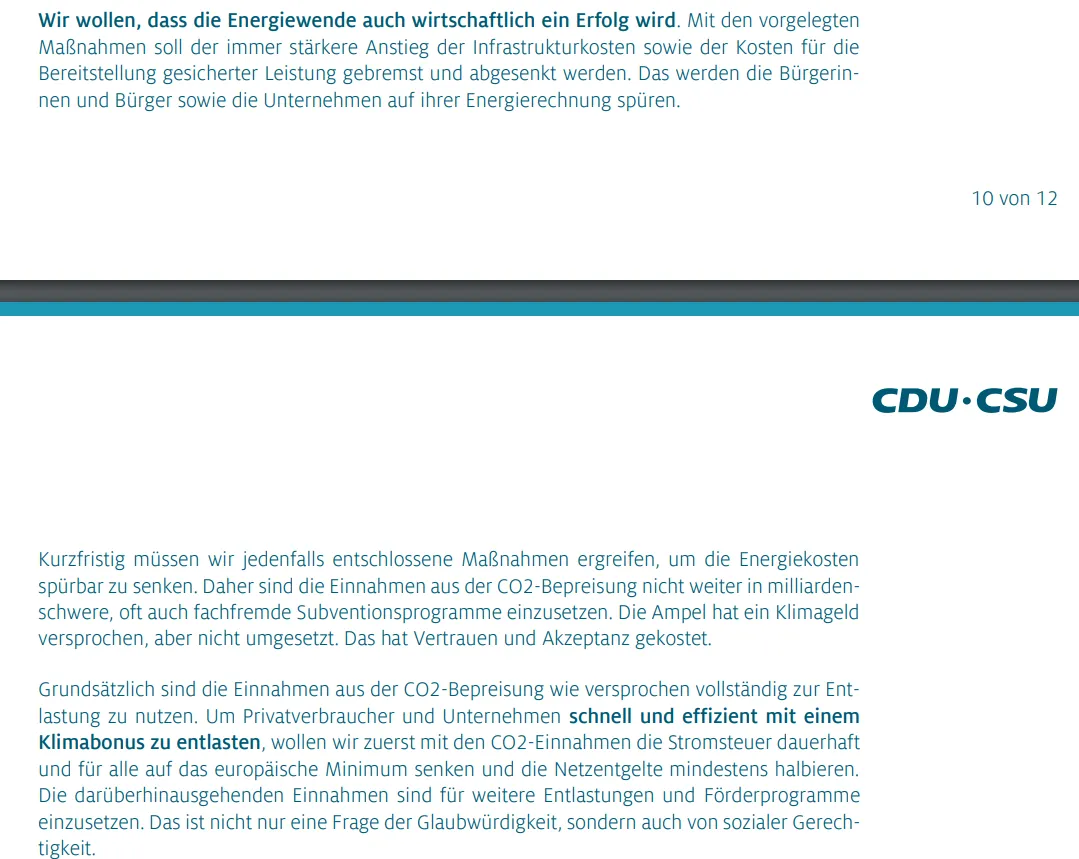 Wir wollen, dass die Energiewende auch wirtschaftlich ein Erfolg wird. Mit den vorgelegten
Maßnahmen soll der immer stärkere Anstieg der Infrastrukturkosten sowie der Kosten für die
Bereitstellung gesicherter Leistung gebremst und abgesenkt werden. Das werden die Bürgerin-
nen und Bürger sowie die Unternehmen auf ihrer Energierechnung spüren.
10 von 12
CDU·CSU
Kurzfristig müssen wir jedenfalls entschlossene Maßnahmen ergreifen, um die Energiekosten
spürbar zu senken. Daher sind die Einnahmen aus der CO2-Bepreisung nicht weiter in milliarden-
schwere, oft auch fachfremde Subventionsprogramme einzusetzen. Die Ampel hat ein Klimageld
versprochen, aber nicht umgesetzt. Das hat Vertrauen und Akzeptanz gekostet.
Grundsätzlich sind die Einnahmen aus der CO2-Bepreisung wie versprochen vollständig zur Ent-
lastung zu nutzen. Um Privatverbraucher und Unternehmen schnell und effizient mit einem
Klimabonus zu entlasten, wollen wir zuerst mit den CO2-Einnahmen die Stromsteuer dauerhaft
und für alle auf das europäische Minimum senken und die Netzentgelte mindestens halbieren.
Die darüberhinausgehenden Einnahmen sind für weitere Entlastungen und Förderprogramme
einzusetzen. Das ist nicht nur eine Frage der Glaubwürdigkeit, sondern auch von sozialer Gerech-
tigkeit.